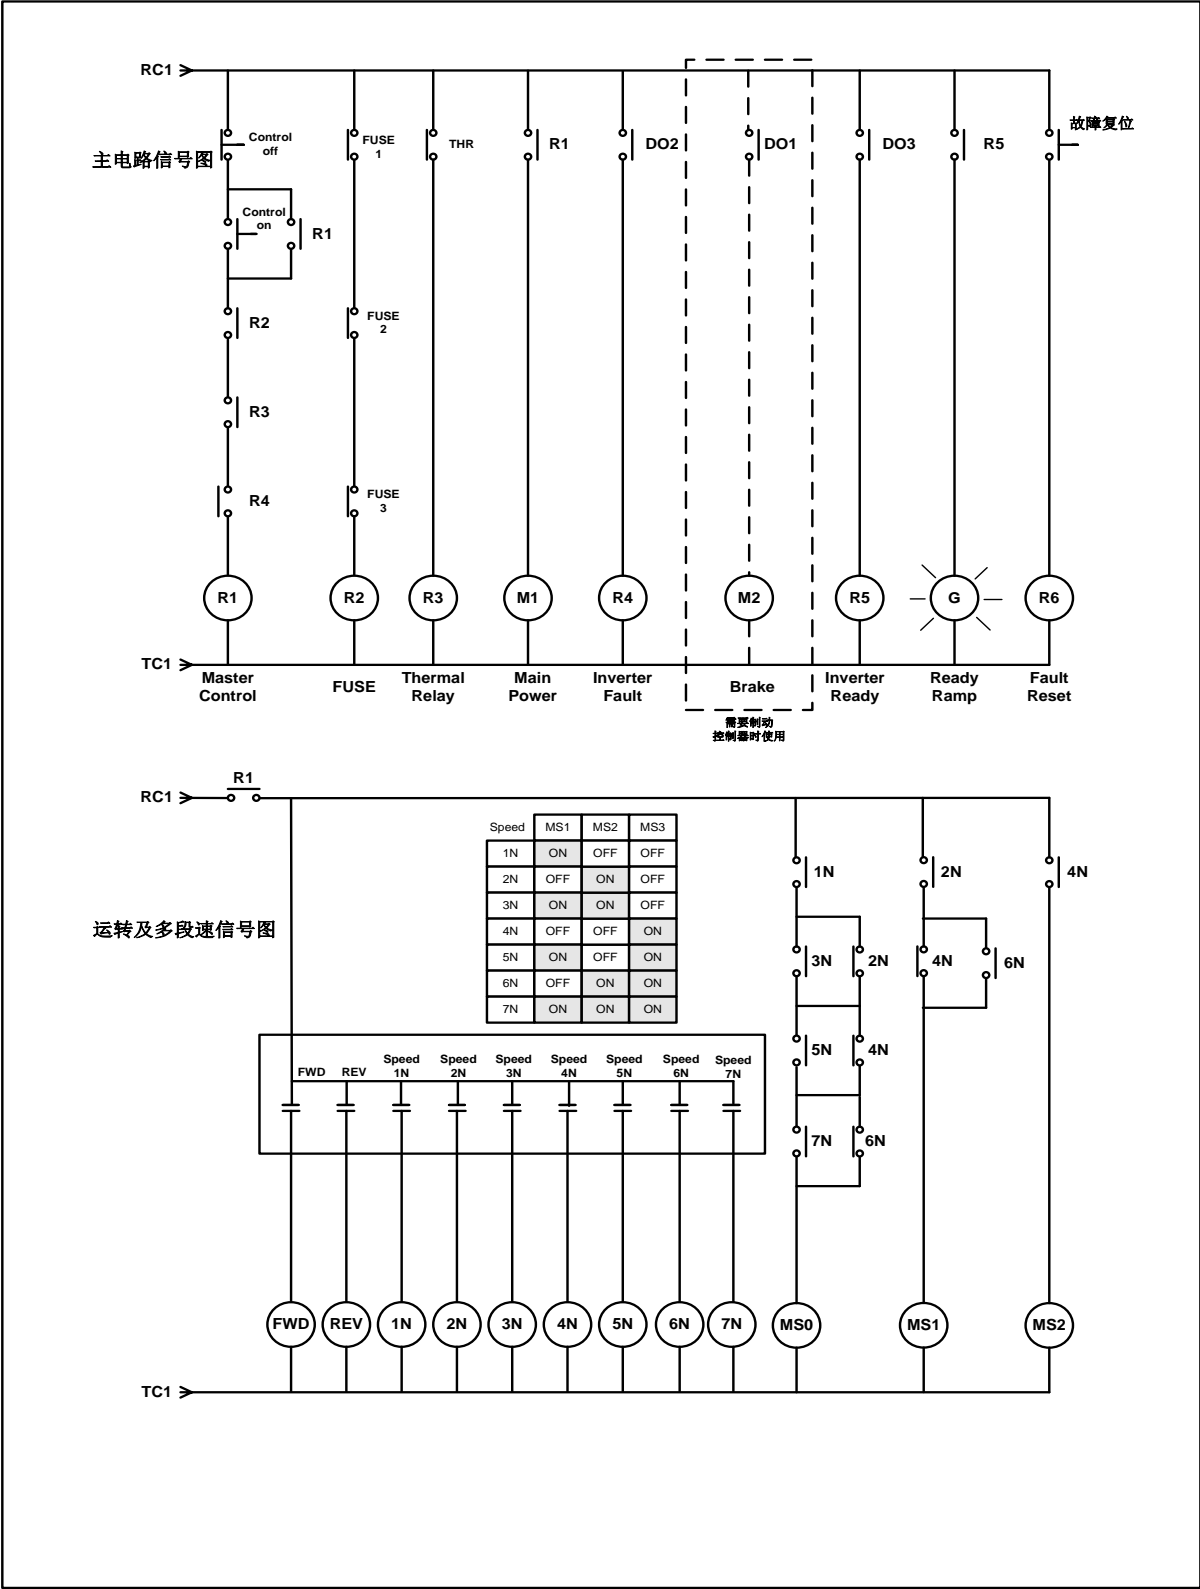 RC1
主电路信号图
Control
off
FUSE
1
THR
R1
DO2
DO1
DO3
R5
故障复位
Control
on
R1
R2
FUSE
2
R3
R4
FUSE
3
R1
R2
R3
M1
R4
M2
R5
G
R6
TC1
Master
Control
FUSE
Thermal
Relay
Main
Power
Inverter
Fault
Brake
Inverter
Ready
Ready
Ramp
Fault
Reset
需要制动
控制器时使用
R1
RC1
运转及多段速信号图
Speed MS1 MS2 MS3
1N ON OFF OFF
2N OFF ON OFF
3N ON ON OFF
4N OFF OFF ON
5N ON OFF ON
6N OFF ON ON
7N ON ON ON
1N
2N
4N
3N
2N
4N
6N
5N
4N
7N
6N
FWD
REV
Speed
1N
Speed
2N
Speed
3N
Speed
4N
Speed
5N
Speed
6N
Speed
7N
FWD
REV
1N
2N
3N
4N
5N
6N
7N
MS0
MS1
MS2
TC1